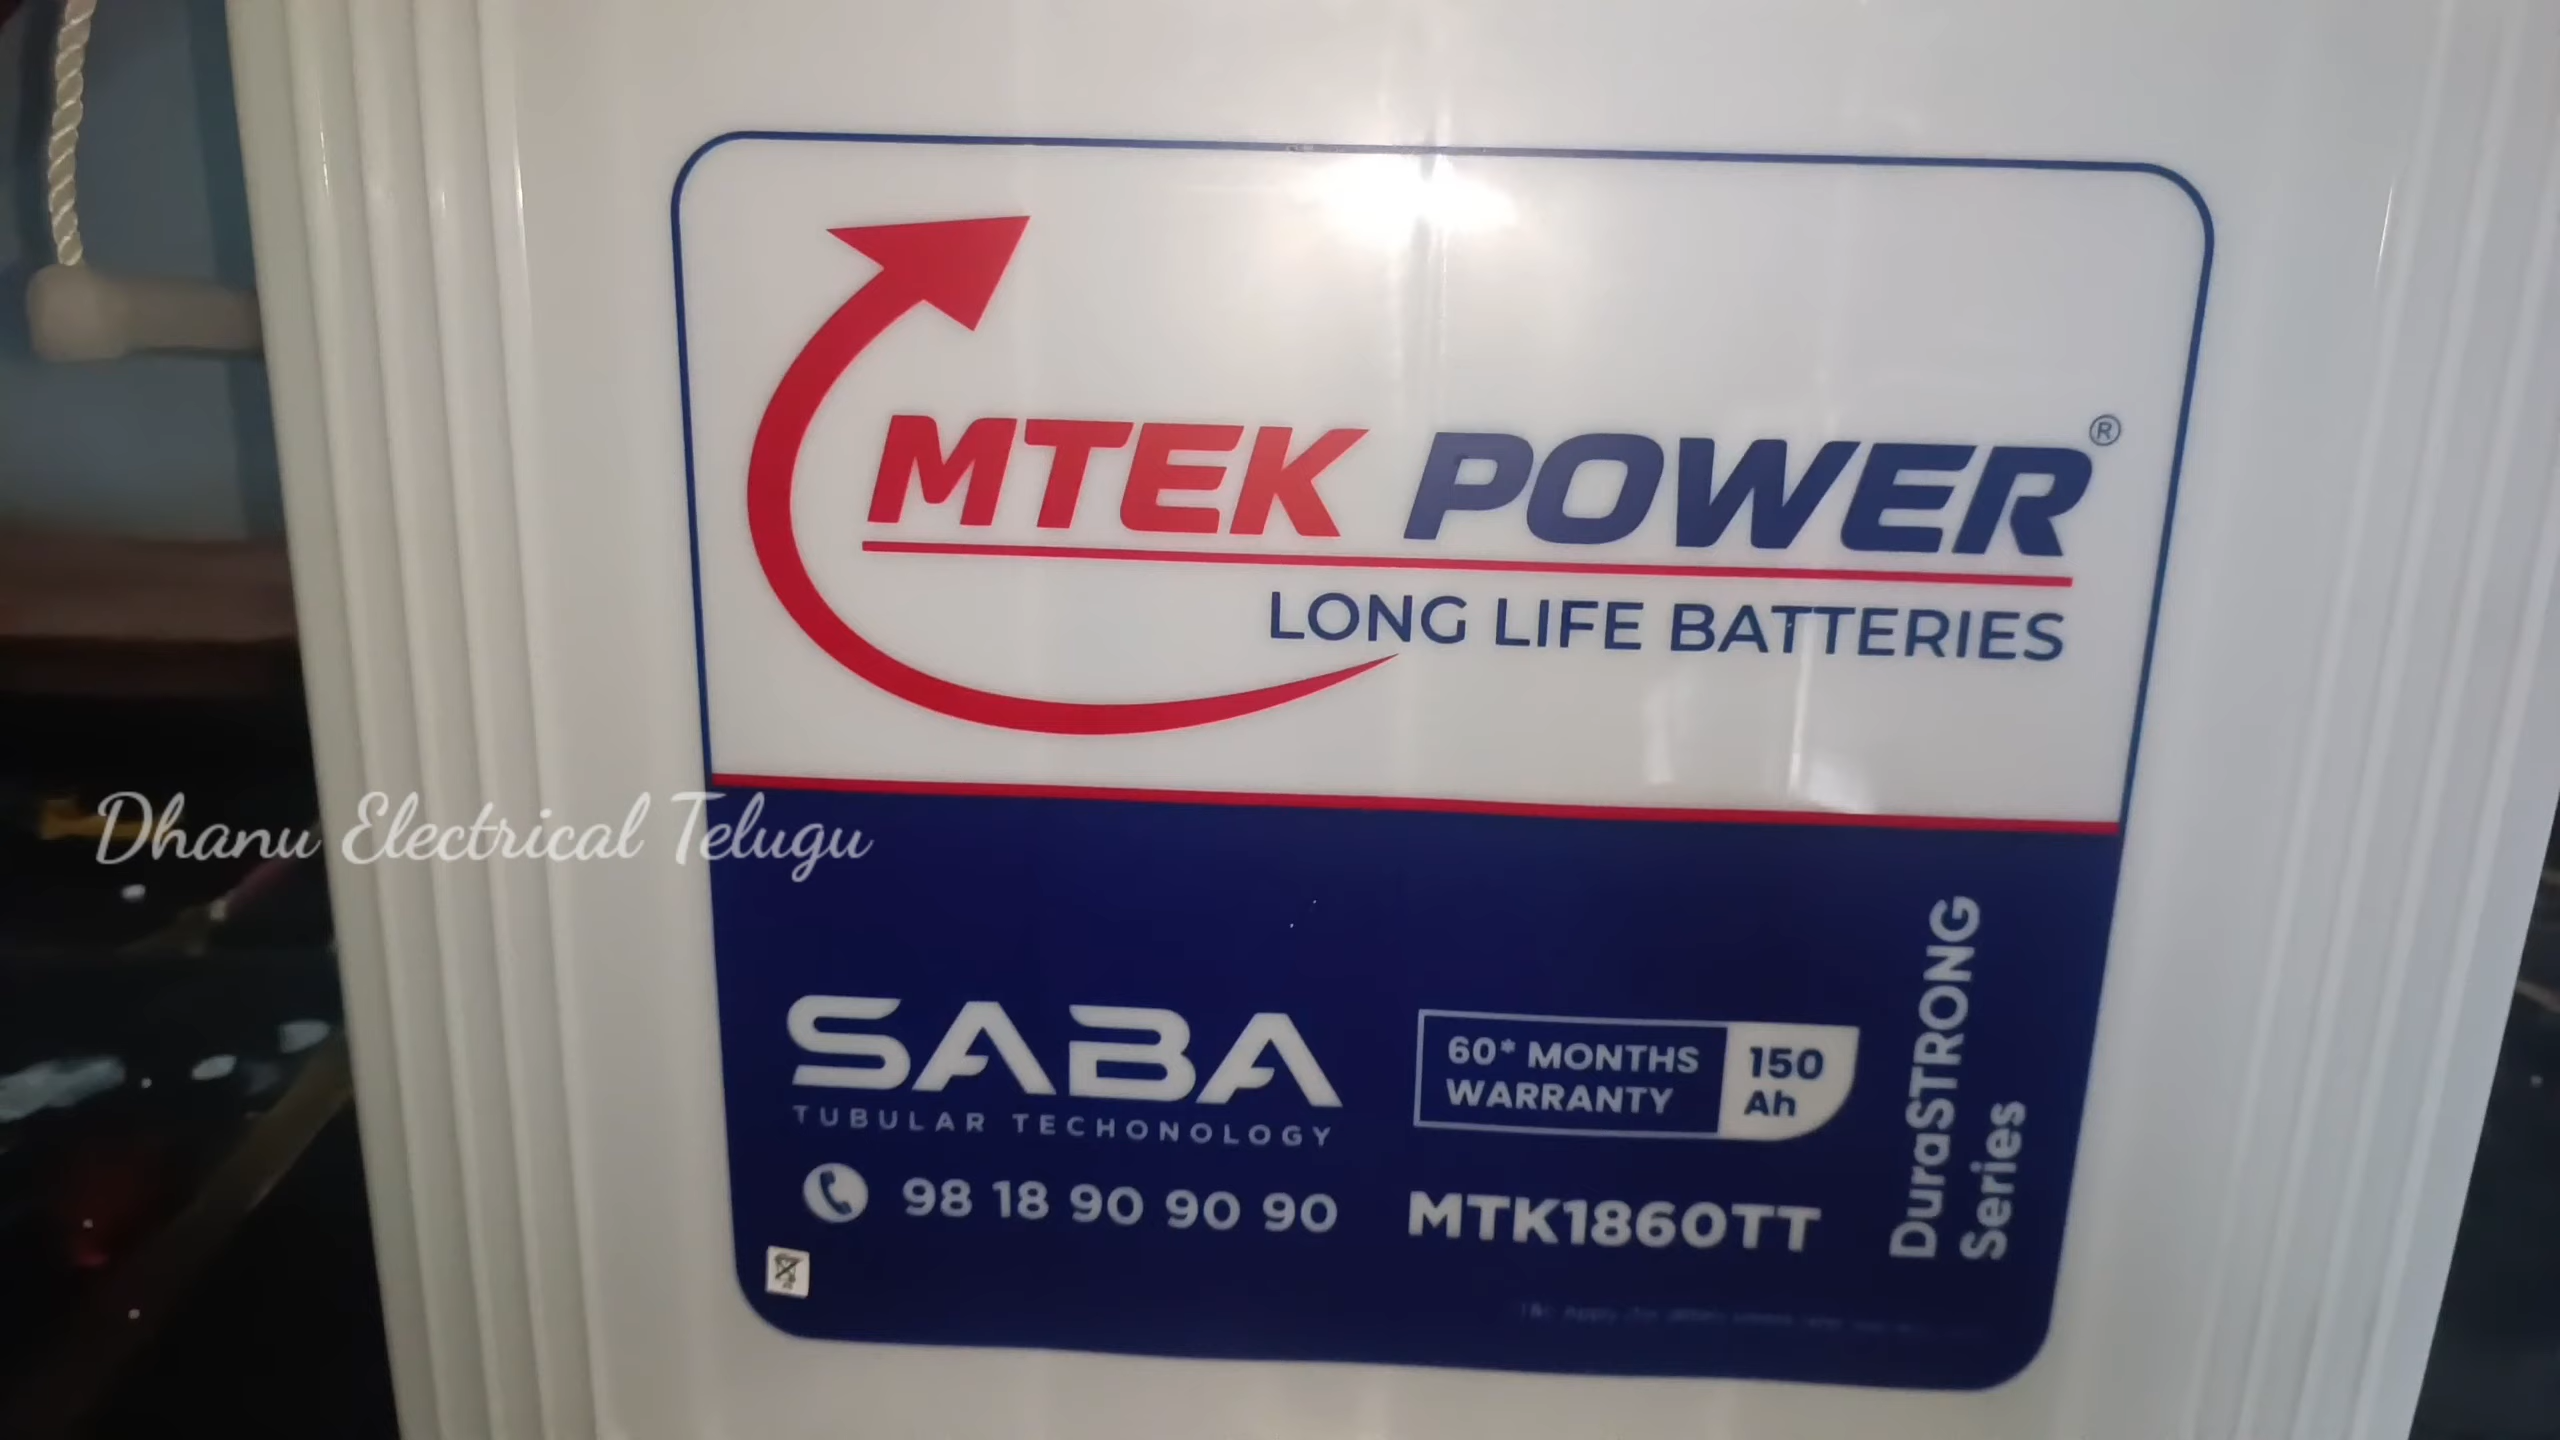 MTEK POWER®
LONG LIFE BATTERIES
Dhanu Electrical Telugu
SABA
TUBULAR TECHONOLOGY
60* MONTHS
WARRANTY
150
Ah
98 18 90 90 90
MTK1860TT
DuraSTRONG
Series